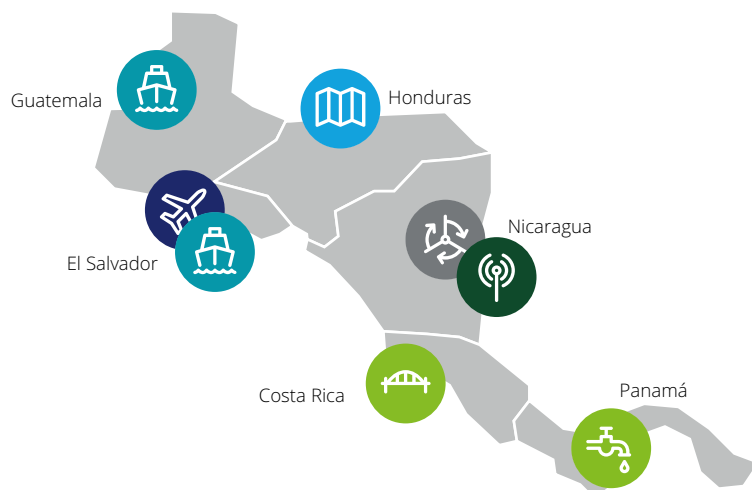 Guatemala
Honduras
Nicaragua
El Salvador
Costa Rica
Panamá